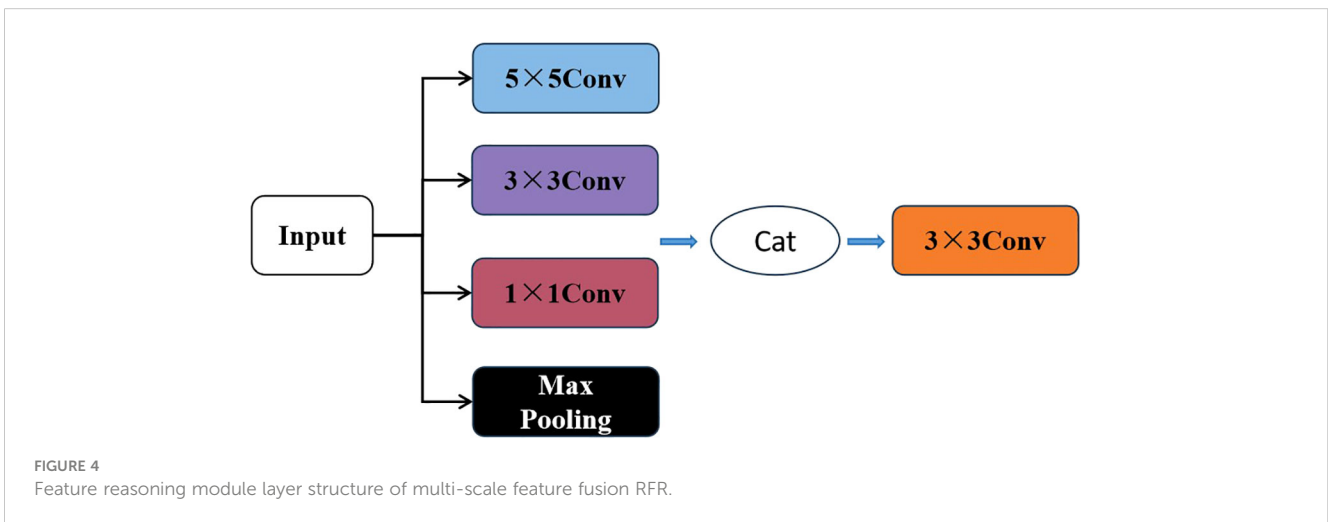 5×5Conv
3×3Conv
Input
Cat
3×3Conv
1×1Conv
Max
Pooling
FIGURE 4
Feature reasoning module layer structure of multi-scale feature fusion RFR.